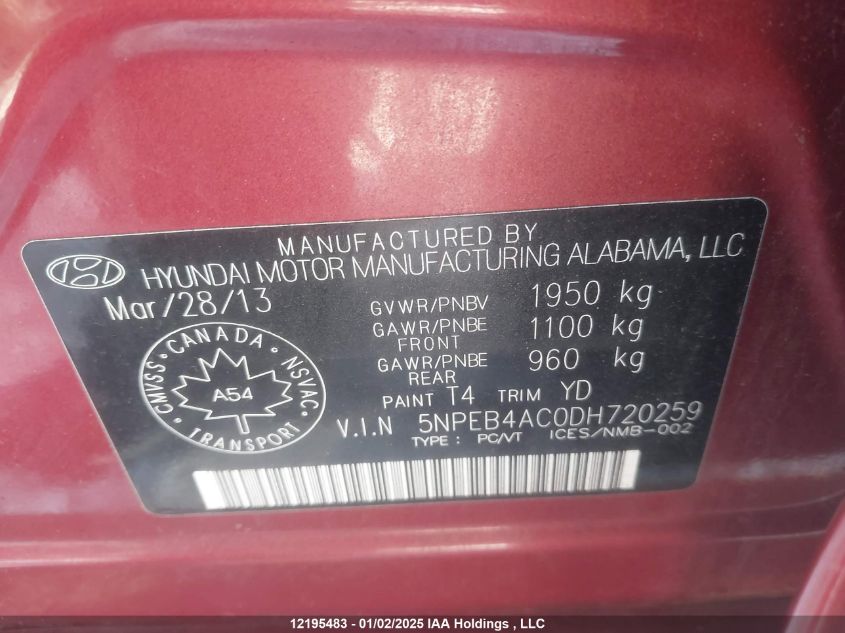 MANUFACTURED BY
HYUNDAI MOTOR MANUFACTURING ALABAMA, LLC
Mar/28/13
GVWR/PNBV 1950 kg
GAWR/PNBE FRONT 1100 kg
GAWR/PNBE REAR 960 kg
PAINT T4 TRIM YD
V.I.N 5NPEB4AC0DH720259
TYPE : PC/VT ICES/NMB-002
CANADA
CMVSS NSVAC
A54
TRANSPORT
12195483 - 01/02/2025 IAA Holdings , LLC